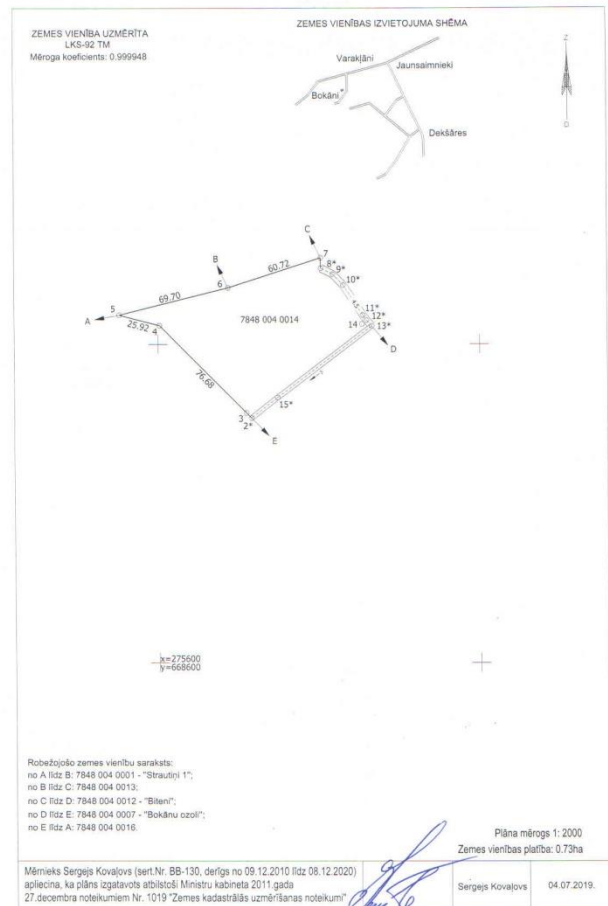 ZEMES VIENĪBA UZMĒRĪTA
LKS-92 TM
Mēroga koeficients: 0.999948
ZEMES VIENĪBAS IZVIETOJUMA SHĒMA
Varakļāni
Jaunsaimnieki
Bokāni
Dekšāres
Z
D
C
7
B
60.72
8*
9*
10*
6
69.70
5
A
25.92
4
7848 004 0014
4.5
11*
12*
14
13*
D
76.68
15*
3
2*
E
x=275600
y=668600
Robežojošo zemes vienību saraksts:
no A līdz B: 7848 004 0001 - "Strautiņi 1";
no B līdz C: 7848 004 0013;
no C līdz D: 7848 004 0012 - "Biteni";
no D līdz E: 7848 004 0007 - "Bokānu ozoli";
no E līdz A: 7848 004 0016.
Plāna mērogs 1: 2000
Zemes vienības platība: 0.73ha
Mērnieks Sergejs Kovaļovs (sert.Nr. BB-130, derīgs no 09.12.2010 līdz 08.12.2020)
apliecina, ka plāns izgatavots atbilstoši Ministru kabineta 2011.gada
27.decembra noteikumiem Nr. 1019 "Zemes kadastrālās uzmērīšanas noteikumi"
Sergejs Kovaļovs
04.07.2019.